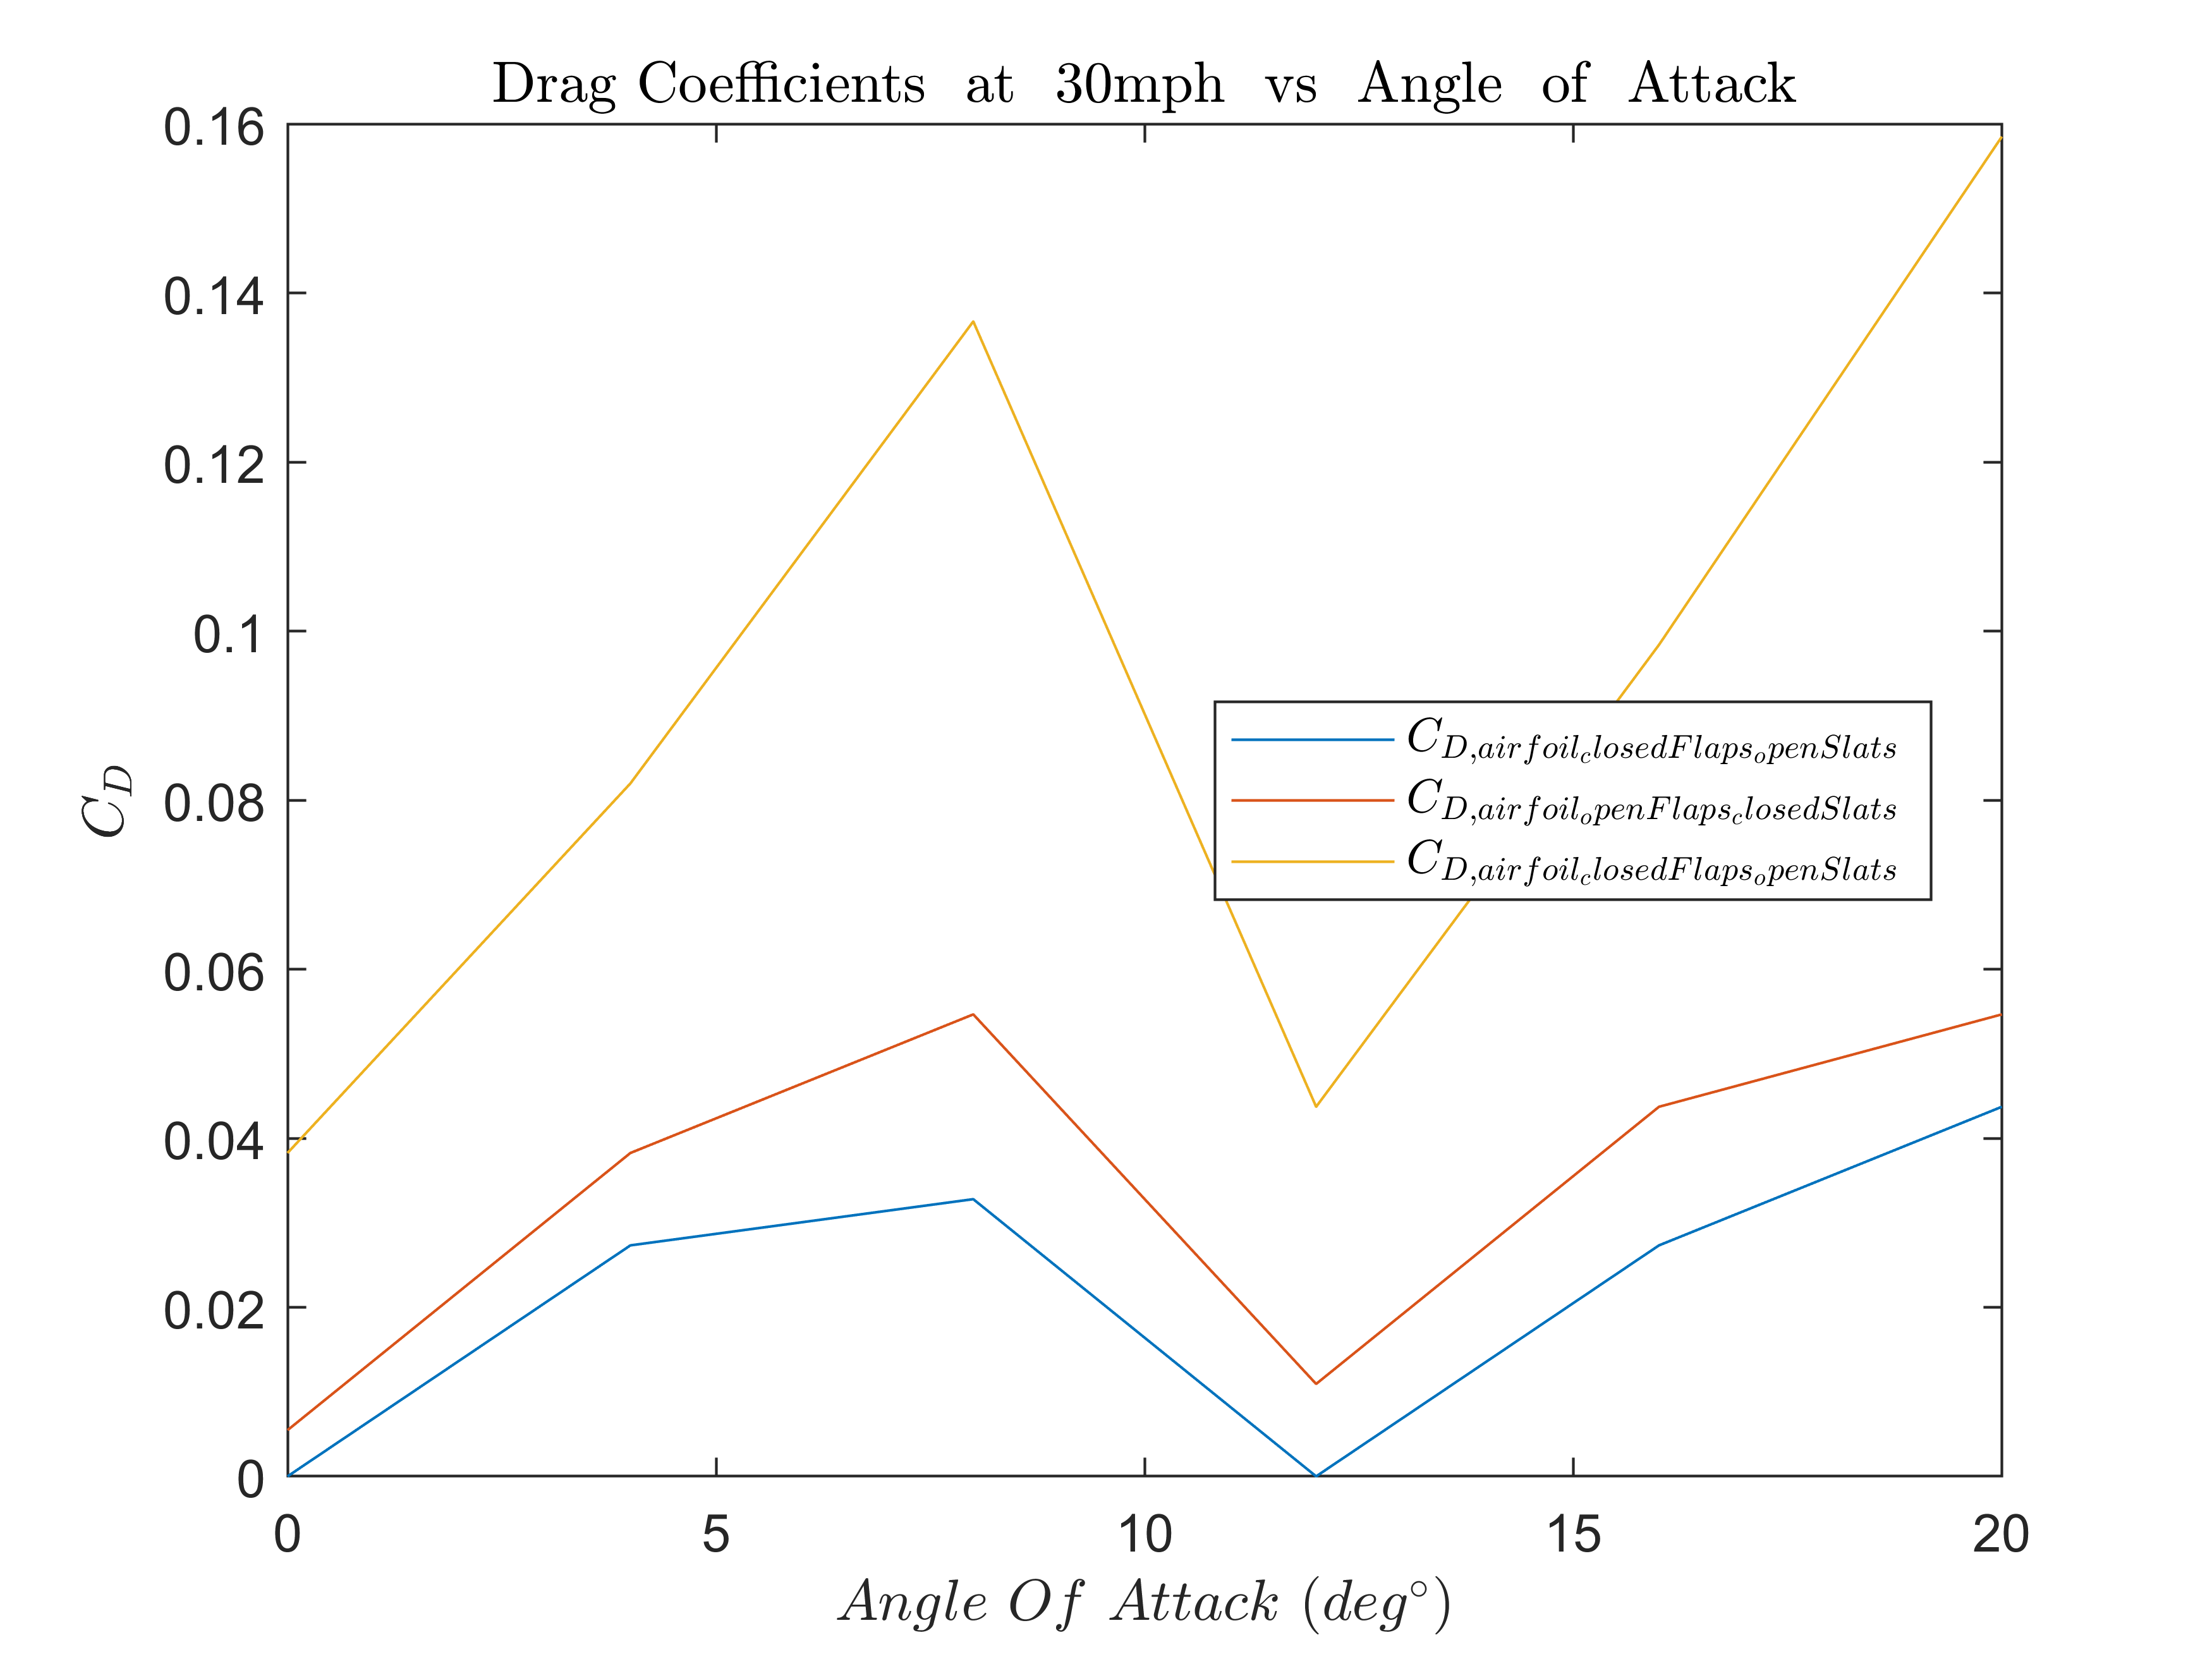 Drag Coefficients at 30mph vs Angle of Attack
0.16
0.14
0.12
0.1
0.08
0.06
0.04
0.02
0
C_D
C_{D,airfoil_closedFlaps_openSlats}
C_{D,airfoil_openFlaps_closedSlats}
C_{D,airfoil_closedFlaps_openSlats}
0 5 10 15 20
Angle Of Attack (deg°)